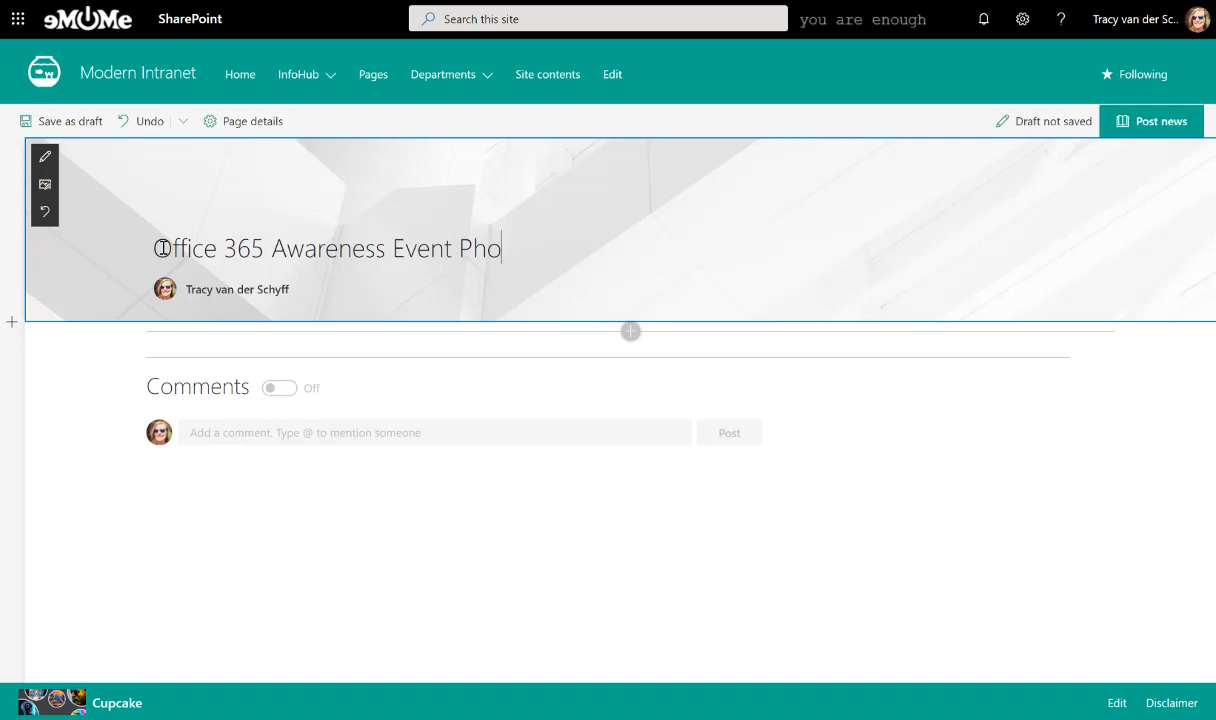 eMOMe SharePoint Search this site you are enough ? Tracy van der Sc..
Modern Intranet Home InfoHub Pages Departments Site contents Edit Following
Save as draft Undo Page details Draft not saved Post news
Office 365 Awareness Event Pho
Tracy van der Schyff
Comments Off
Add a comment. Type @ to mention someone Post
Cupcake Edit Disclaimer